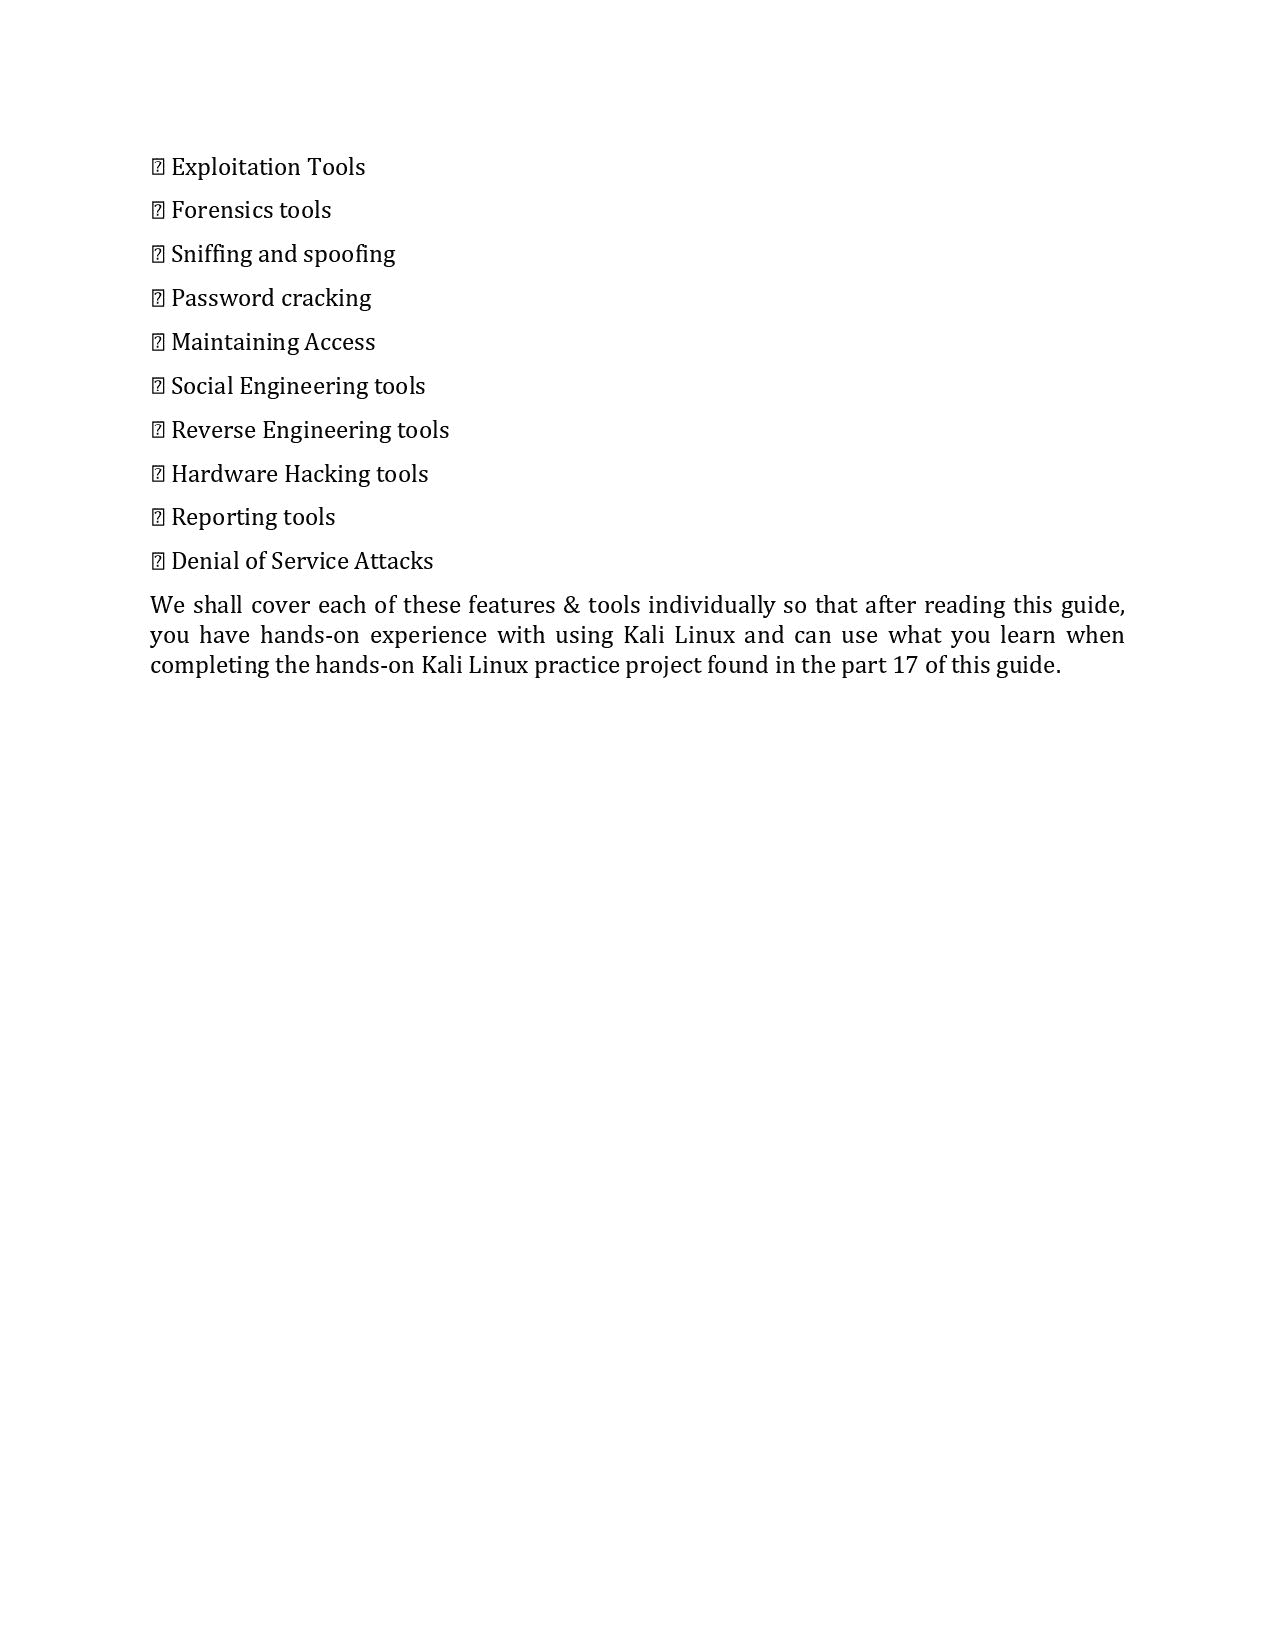 ⍰ Exploitation Tools
⍰ Forensics tools
⍰ Sniffing and spoofing
⍰ Password cracking
⍰ Maintaining Access
⍰ Social Engineering tools
⍰ Reverse Engineering tools
⍰ Hardware Hacking tools
⍰ Reporting tools
⍰ Denial of Service Attacks
We shall cover each of these features & tools individually so that after reading this guide,
you have hands-on experience with using Kali Linux and can use what you learn when
completing the hands-on Kali Linux practice project found in the part 17 of this guide.